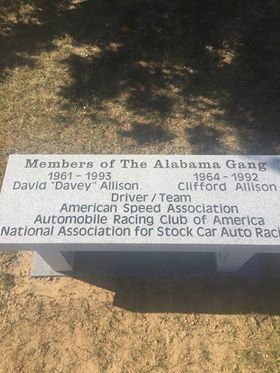 Members of The Alabama Gang
1961 - 1993 1964 - 1992
David "Davey" Allison Clifford Allison
Driver / Team
American Speed Association
Automobile Racing Club of America
National Association for Stock Car Auto Raci